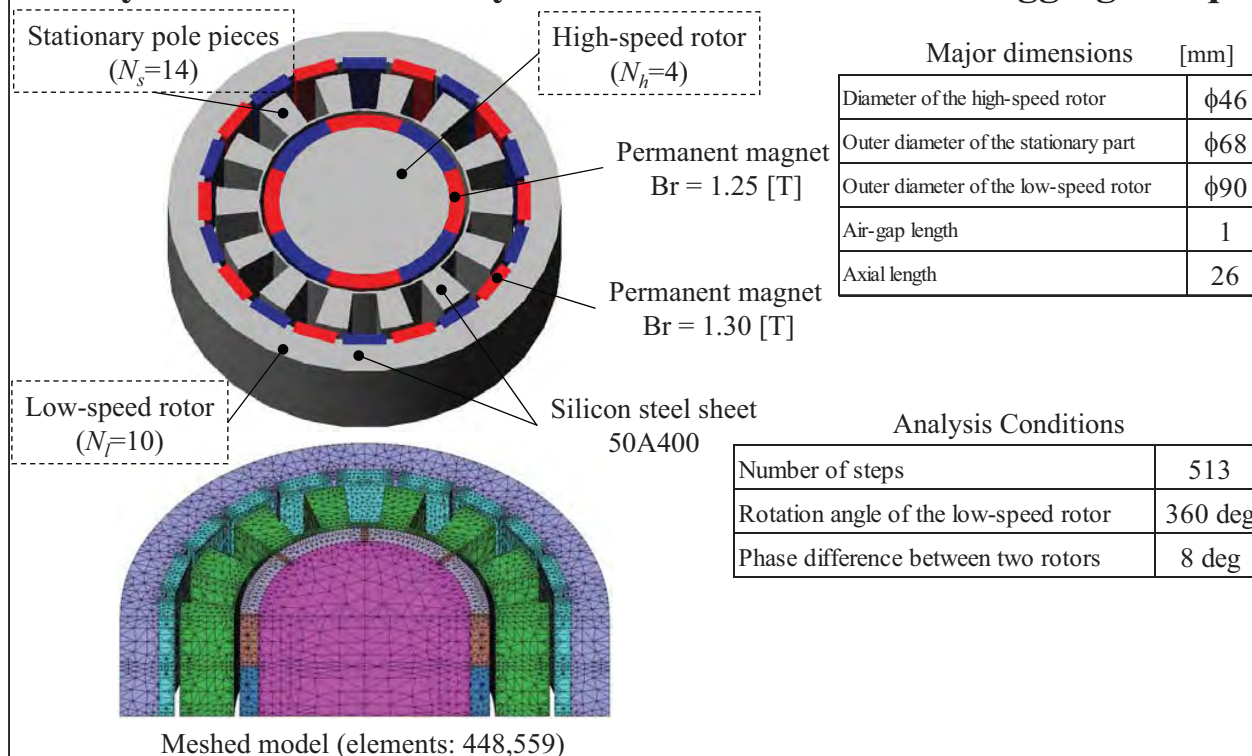 Stationary pole pieces
(Ns=14)
High-speed rotor
(Nh=4)
Permanent magnet
Br = 1.25 [T]
Permanent magnet
Br = 1.30 [T]
Low-speed rotor
(Nl=10)
Silicon steel sheet
50A400
Major dimensions [mm]
Diameter of the high-speed rotor ϕ46
Outer diameter of the stationary part ϕ68
Outer diameter of the low-speed rotor ϕ90
Air-gap length 1
Axial length 26
Analysis Conditions
Number of steps 513
Rotation angle of the low-speed rotor 360 deg
Phase difference between two rotors 8 deg
Meshed model (elements: 448,559)